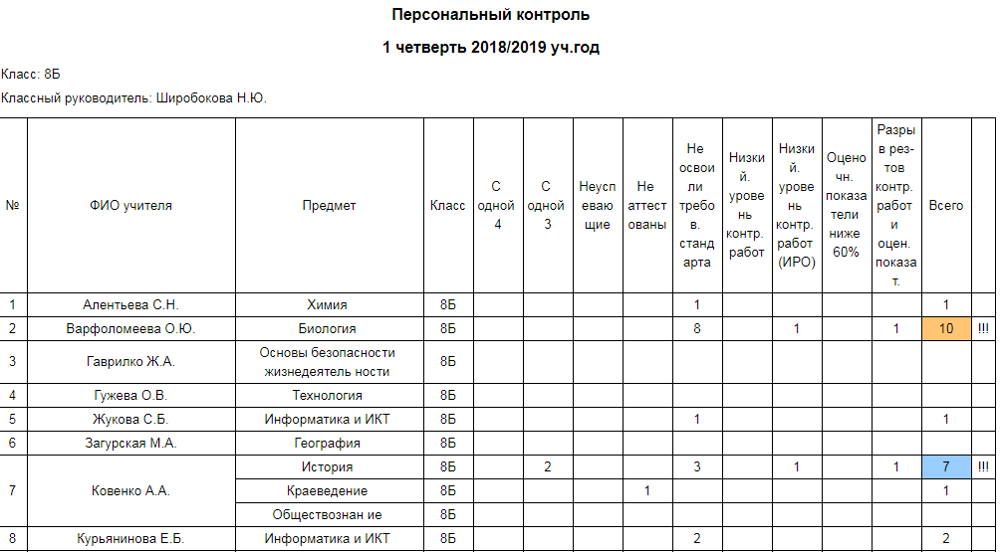 Персональный контроль
1 четверть 2018/2019 уч.год
Класс: 8Б
Классный руководитель: Широбокова Н.Ю.
№ ФИО учителя Предмет Класс С одной 4 С одной 3 Неуспевающие Не аттестованы Не освоили требов. стандарта Низкий. уровень контр. работ Низкий. уровень контр. работ (ИРО) Оценочн. показатели ниже 60% Разрыв рез-тов контр. работ и оцен. показат. Всего
1 Алентьева С.Н. Химия 8Б 1 1
2 Варфоломеева О.Ю. Биология 8Б 8 1 1 10 !!!
3 Гаврилко Ж.А. Основы безопасности жизнедеятель ности 8Б
4 Гужева О.В. Технология 8Б
5 Жукова С.Б. Информатика и ИКТ 8Б 1 1
6 Загурская М.А. География 8Б
7 Ковенко А.А. История 8Б 2 3 1 1 7 !!!
Краеведение 8Б 1 1
Обществознан ие 8Б
8 Курьянинова Е.Б. Информатика и ИКТ 8Б 2 2